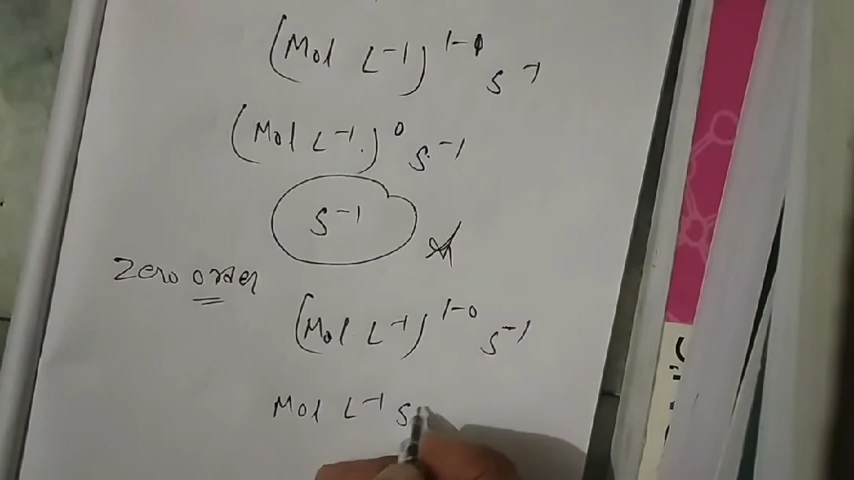 (Mol L⁻¹)¹⁻¹ s⁻¹
(Mol L⁻¹.)⁰ s⁻¹
s⁻¹
Zero order
(Mol L⁻¹)¹⁻⁰ s⁻¹
Mol L⁻¹ s